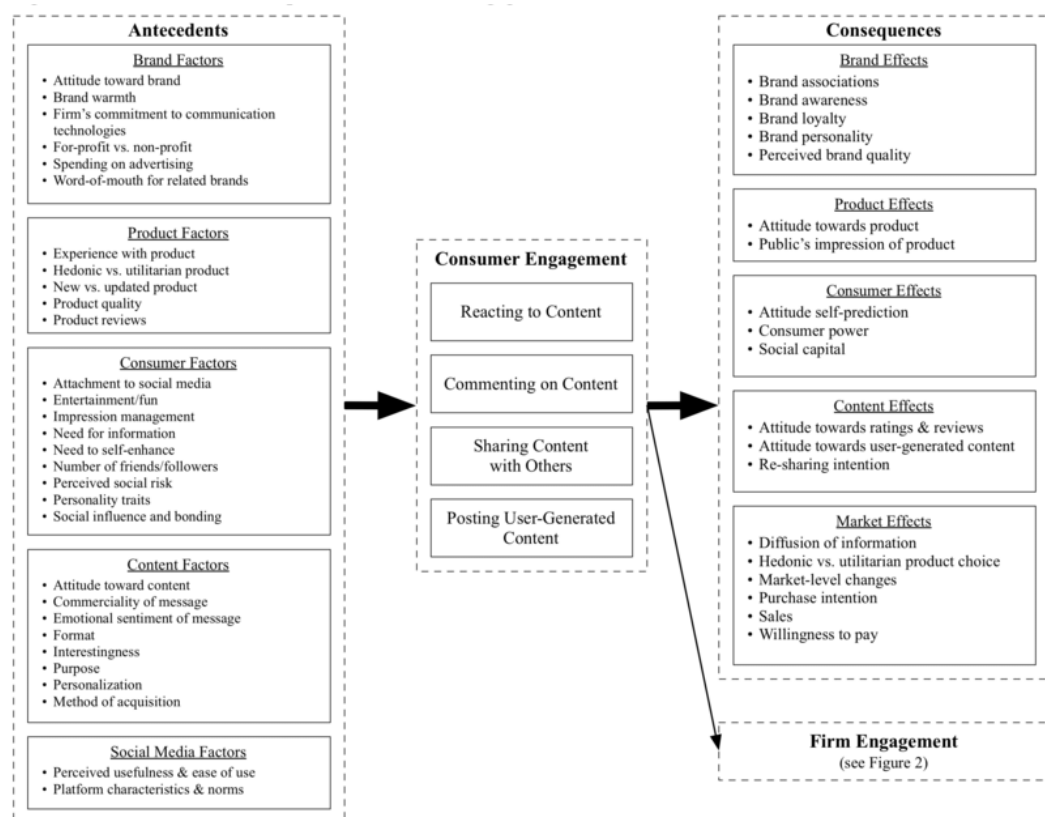 Antecedents
Brand Factors
• Attitude toward brand
• Brand warmth
• Firm's commitment to communication
technologies
• For-profit vs. non-profit
• Spending on advertising
• Word-of-mouth for related brands
Product Factors
• Experience with product
• Hedonic vs. utilitarian product
• New vs. updated product
• Product quality
• Product reviews
Consumer Factors
• Attachment to social media
• Entertainment/fun
• Impression management
• Need for information
• Need to self-enhance
• Number of friends/followers
• Perceived social risk
• Personality traits
• Social influence and bonding
Content Factors
• Attitude toward content
• Commerciality of message
• Emotional sentiment of message
• Format
• Interestingness
• Purpose
• Personalization
• Method of acquisition
Social Media Factors
• Perceived usefulness & ease of use
• Platform characteristics & norms
Consumer Engagement
Reacting to Content
Commenting on Content
Sharing Content
with Others
Posting User-Generated
Content
Consequences
Brand Effects
• Brand associations
• Brand awareness
• Brand loyalty
• Brand personality
• Perceived brand quality
Product Effects
• Attitude towards product
• Public's impression of product
Consumer Effects
• Attitude self-prediction
• Consumer power
• Social capital
Content Effects
• Attitude towards ratings & reviews
• Attitude towards user-generated content
• Re-sharing intention
Market Effects
• Diffusion of information
• Hedonic vs. utilitarian product choice
• Market-level changes
• Purchase intention
• Sales
• Willingness to pay
Firm Engagement
(see Figure 2)